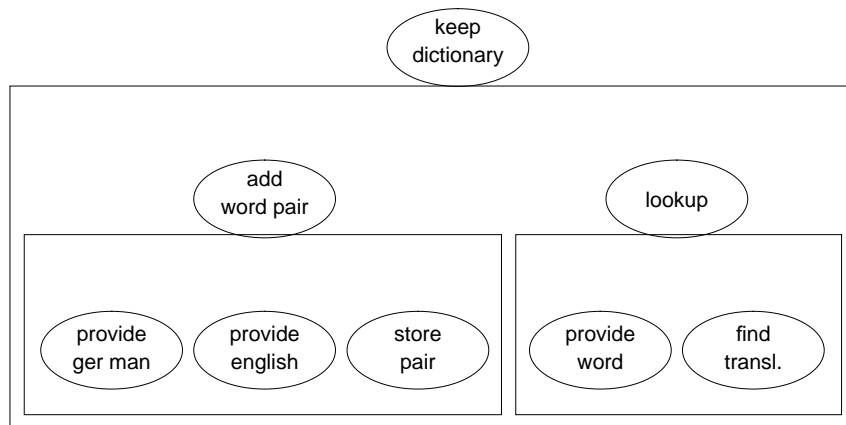 keep
dictionary
add
word pair
lookup
provide
ger man
provide
english
store
pair
provide
word
find
transl.